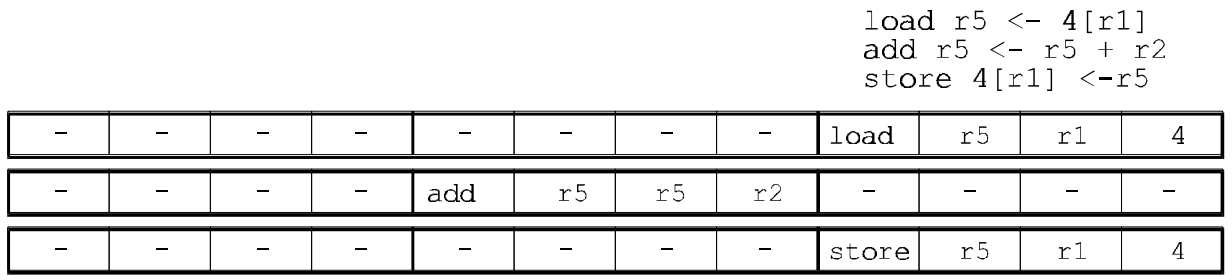 load r5 <- 4[r1]
add r5 <- r5 + r2
store 4[r1] <-r5
- - - - - - - - load r5 r1 4
- - - - add r5 r5 r2 - - - -
- - - - - - - - store r5 r1 4